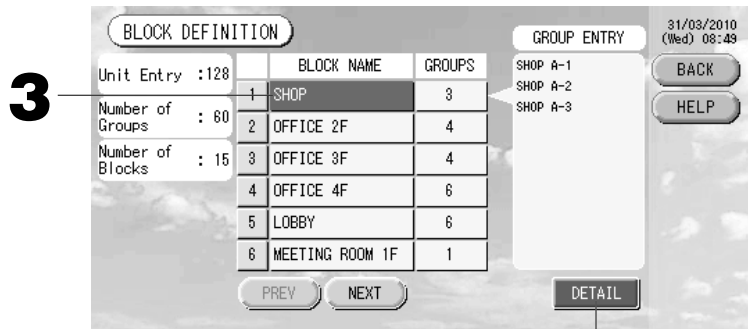 BLOCK DEFINITION
31/03/2010
(Wed) 08:49
BACK
HELP
3
Unit Entry :128
Number of Groups : 60
Number of Blocks : 15
BLOCK NAME GROUPS
1 SHOP 3
2 OFFICE 2F 4
3 OFFICE 3F 4
4 OFFICE 4F 6
5 LOBBY 6
6 MEETING ROOM 1F 1
PREV NEXT
GROUP ENTRY
SHOP A-1
SHOP A-2
SHOP A-3
DETAIL